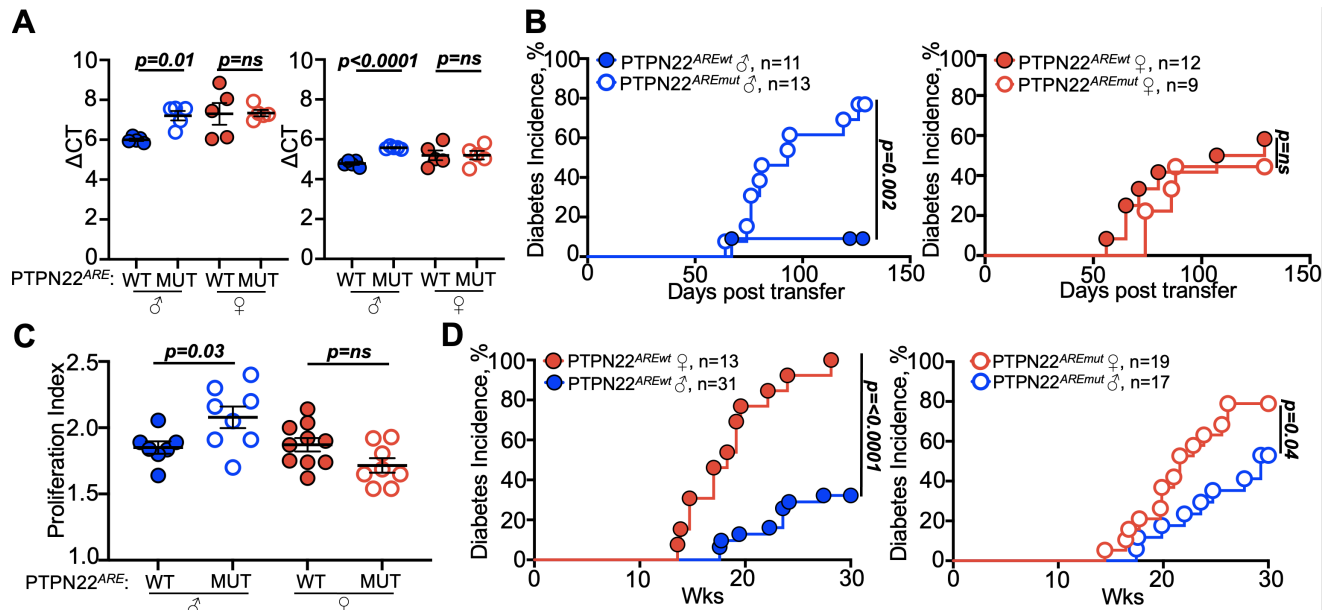 A
p=0.01 p=ns
10
8
6
4
2
0
ΔCT
PTPN22ARE: WT MUT WT MUT
♂ ♀
p<0.0001 p=ns
10
8
6
4
2
0
ΔCT
WT MUT WT MUT
♂ ♀
B
Diabetes Incidence, %
100
80
60
40
20
0
PTPN22AREwt ♂, n=11
PTPN22AREmut ♂, n=13
p=0.002
0 50 100 150
Days post transfer
Diabetes Incidence, %
100
80
60
40
20
0
PTPN22AREwt ♀, n=12
PTPN22AREmut ♀, n=9
p=ns
0 50 100 150
Days post transfer
C
p=0.03 p=ns
Proliferation Index
2.5
2.0
1.5
1.0
PTPN22ARE: WT MUT WT MUT
♂ ♀
D
Diabetes Incidence, %
100
80
60
40
20
0
PTPN22AREwt ♀, n=13
PTPN22AREwt ♂, n=31
p=<0.0001
0 10 20 30
Wks
Diabetes Incidence, %
100
80
60
40
20
0
PTPN22AREmut ♀, n=19
PTPN22AREmut ♂, n=17
p=0.04
0 10 20 30
Wks